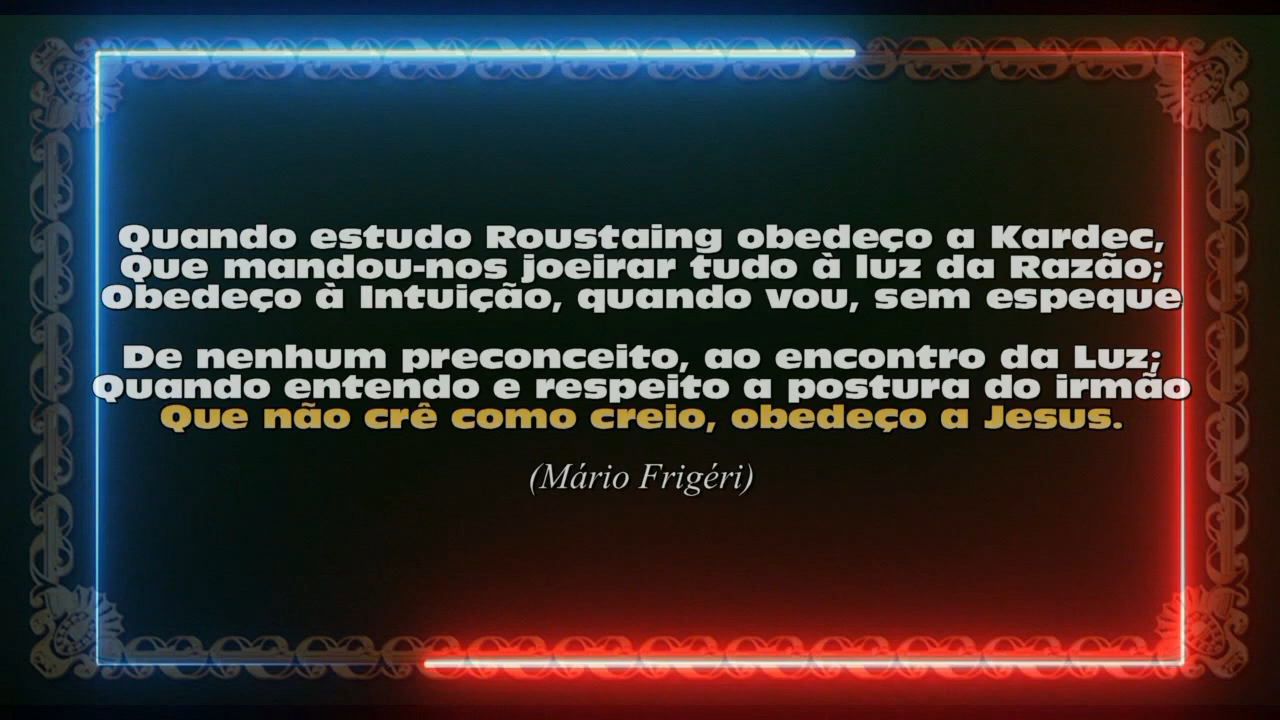 Quando estudo Roustaing obedeço a Kardec,
Que mandou-nos joeirar tudo à luz da Razão;
Obedeço à Intuição, quando vou, sem espeque
De nenhum preconceito, ao encontro da Luz;
Quando entendo e respeito a postura do irmão
Que não crê como creio, obedeço a Jesus.
(Mário Frigéri)